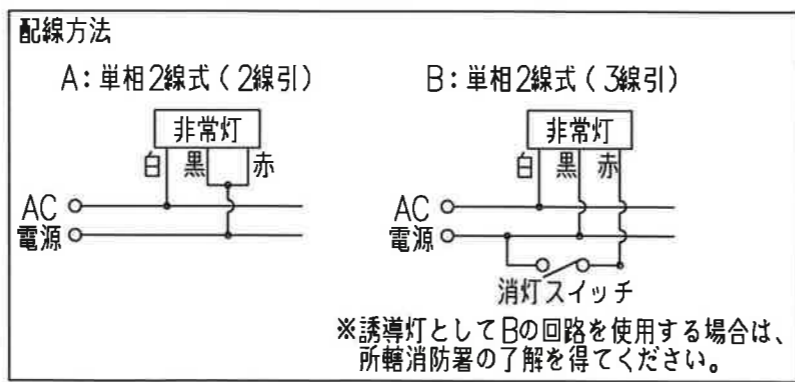 配線方法
A:単相2線式(2線引)
非常灯
白 黒 赤
AC
電源
B:単相2線式(3線引)
非常灯
白 黒 赤
AC
電源
消灯スイッチ
※誘導灯としてBの回路を使用する場合は、
所轄消防署の了解を得てください。